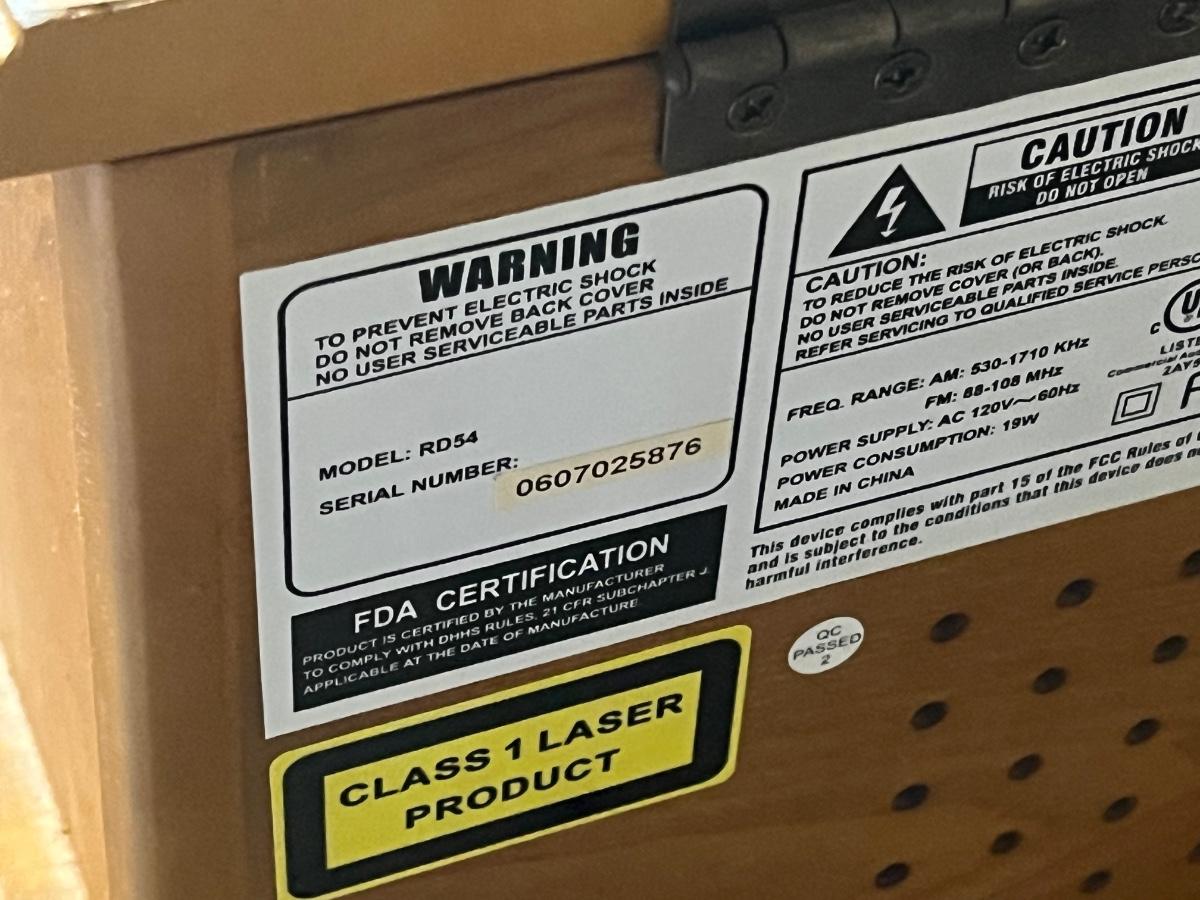 WARNING
TO PREVENT ELECTRIC SHOCK
DO NOT REMOVE BACK COVER
NO USER SERVICEABLE PARTS INSIDE
MODEL: RD54
SERIAL NUMBER:
0607025876
FDA CERTIFICATION
PRODUCT IS CERTIFIED BY THE MANUFACTURER
TO COMPLY WITH DHHS RULES. 21 CFR SUBCHAPTER J.
APPLICABLE AT THE DATE OF MANUFACTURE
CLASS 1 LASER
PRODUCT
CAUTION
RISK OF ELECTRIC SHOCK
DO NOT OPEN
CAUTION:
TO REDUCE THE RISK OF ELECTRIC SHOCK.
DO NOT REMOVE COVER (OR BACK).
NO USER SERVICEABLE PARTS INSIDE.
REFER SERVICING TO QUALIFIED SERVICE PERSO
FREQ. RANGE: AM: 530-1710 KHz
FM: 88-108 MHz
POWER SUPPLY: AC 120V~60Hz
POWER CONSUMPTION: 19W
MADE IN CHINA
C
LISTE
This device complies with part 15 of the FCC Rules of
and is subject to the conditions that this device does
harmful interference.
QC
PASSED
2